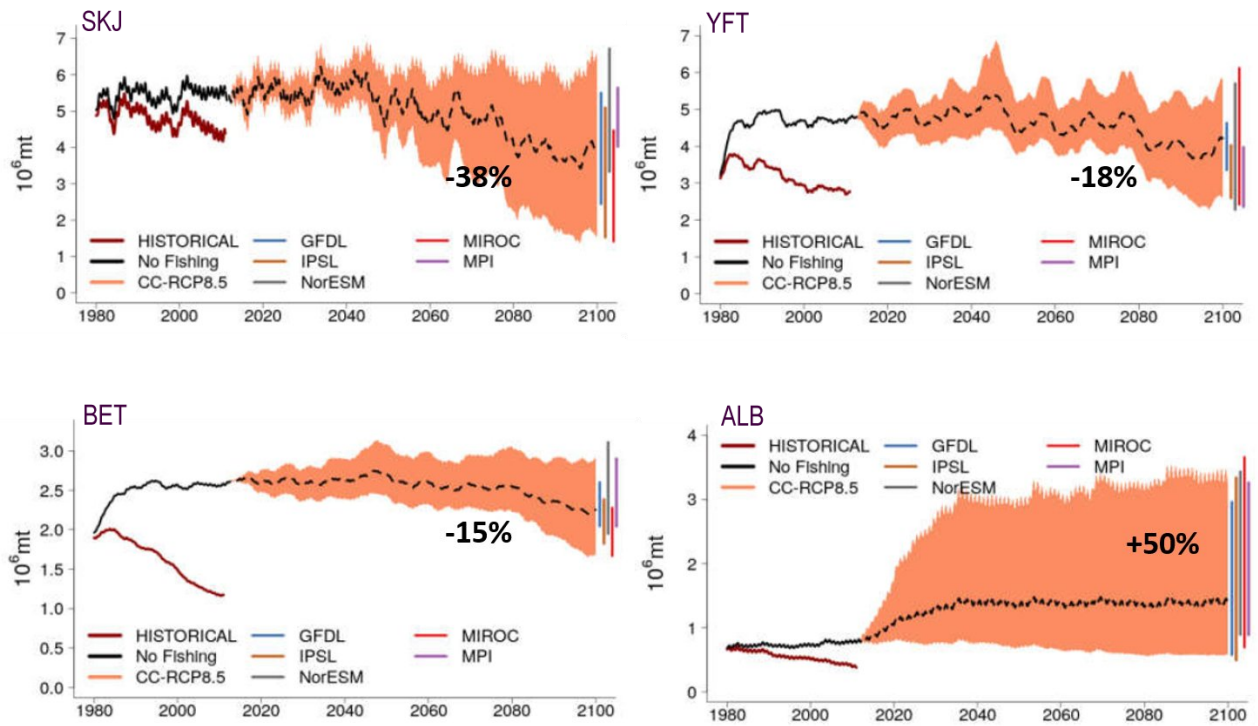 SKJ
7
6
5
4
3
2
1
0
10⁶mt
-38%
HISTORICAL GFDL MIROC
No Fishing IPSL MPI
CC-RCP8.5 NorESM
1980 2000 2020 2040 2060 2080 2100
YFT
7
6
5
4
3
2
1
0
10⁶mt
-18%
HISTORICAL GFDL MIROC
No Fishing IPSL MPI
CC-RCP8.5 NorESM
1980 2000 2020 2040 2060 2080 2100
BET
3.0
2.5
2.0
1.5
1.0
0.5
0.0
10⁶mt
-15%
HISTORICAL GFDL MIROC
No Fishing IPSL MPI
CC-RCP8.5 NorESM
1980 2000 2020 2040 2060 2080 2100
ALB
4
3
2
1
0
10⁶mt
HISTORICAL GFDL MIROC
No Fishing IPSL MPI
CC-RCP8.5 NorESM
+50%
1980 2000 2020 2040 2060 2080 2100